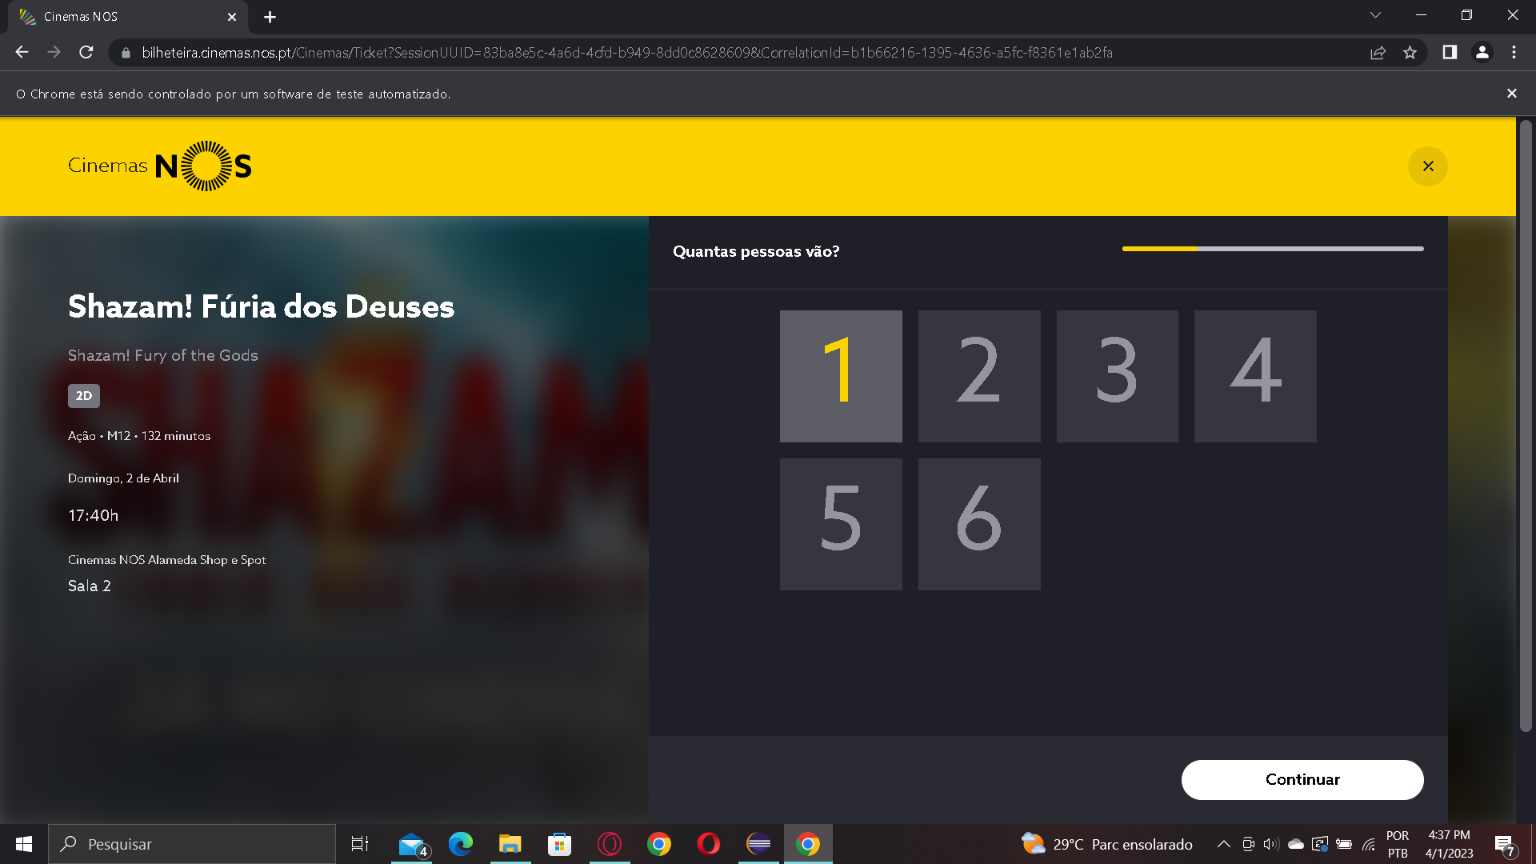 Cinemas NOS
bilheteira.cinemas.nos.pt/Cinemas/Ticket?SessionUUID=83ba8e5c-4a6d-4cfd-b949-8dd0c8628609&CorrelationId=b1b66216-1395-4636-a5fc-f8361e1ab2fa
O Chrome está sendo controlado por um software de teste automatizado.
Cinemas NOS
Shazam! Fúria dos Deuses
Shazam! Fury of the Gods
2D
Ação • M12 • 132 minutos
Domingo, 2 de Abril
17:40h
Cinemas NOS Alameda Shop e Spot
Sala 2
Quantas pessoas vão?
1 2 3 4
5 6
Continuar
Pesquisar
4
29°C Parc ensolarado
POR
PTB
4:37 PM
4/1/2023
7